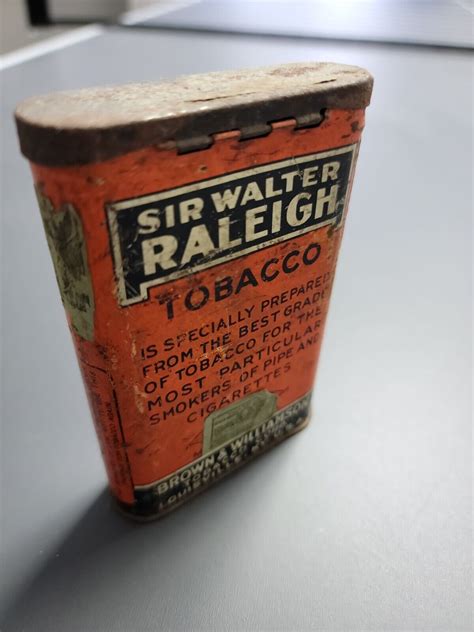 SIR WALTER
RALEIGH
TOBACCO
IS SPECIALLY PREPARED
FROM THE BEST GRADE
OF TOBACCO FOR THE
MOST PARTICULAR
SMOKERS OF PIPE AND
CIGARETTES
BROWN & WILLIAMSON
LOUISVILLE